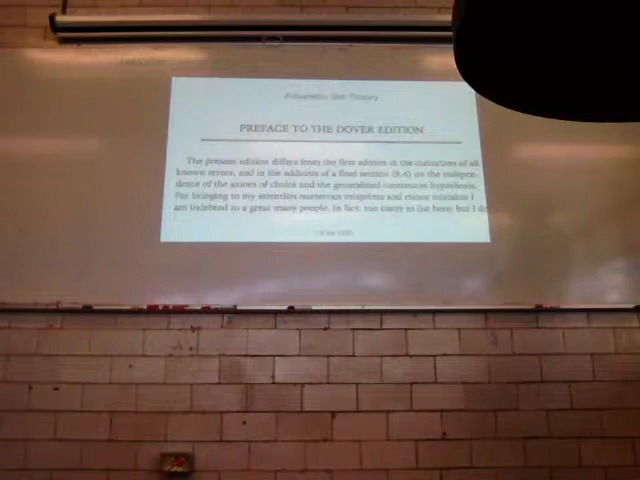 Axiomatic Set Theory
PREFACE TO THE DOVER EDITION
The present edition differs from the first edition in the correction of all
known errors, and in the addition of a final section (8.4) on the indepen-
dence of the axiom of choice and the generalized continuum hypothesis.
For bringing to my attention numerous misprints and minor mistakes I
am indebted to a great many people, in fact, too many to list here; but I do